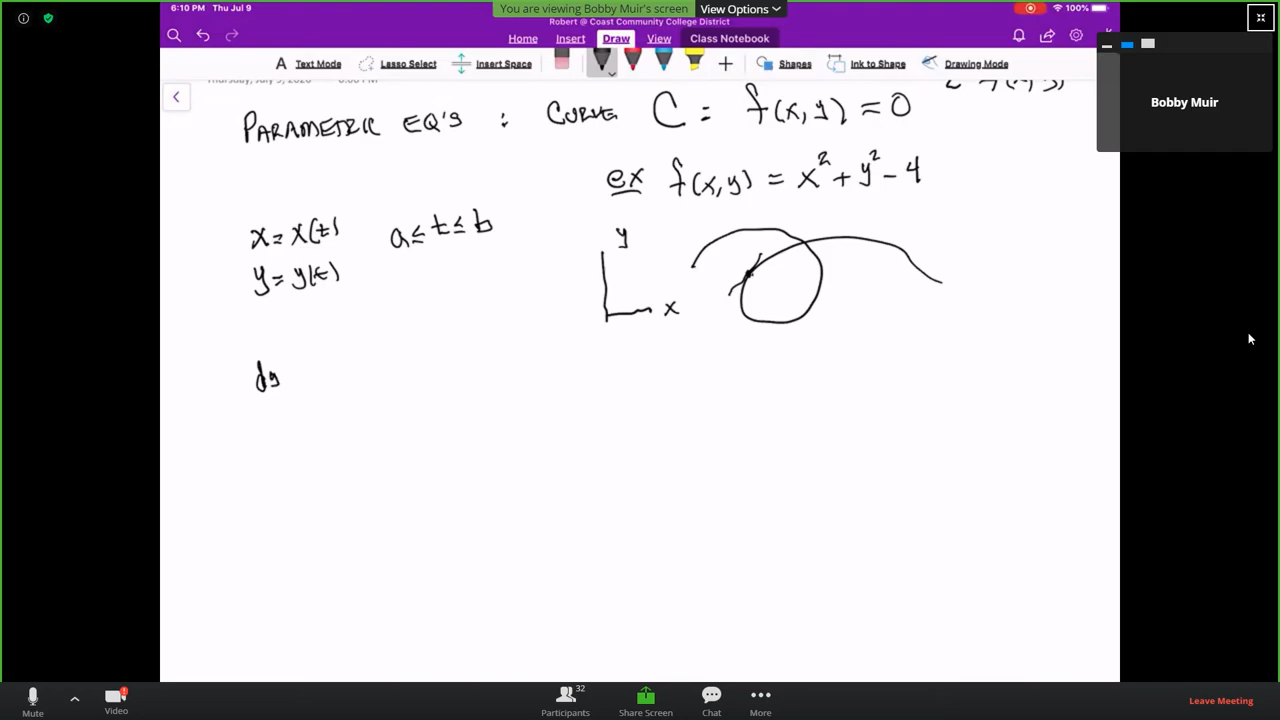 6:10 PM Thu Jul 9
You are viewing Bobby Muir's screen
View Options
100%
Robert @ Coast Community College District
Home Insert Draw View Class Notebook
Text Mode Lasso Select Insert Space Shapes Ink to Shape Drawing Mode
Bobby Muir
PARAMETRIC EQ'S : CURVE C : f(x,y) = 0
ex f(x,y) = x² + y² - 4
x = x(t) a ≤ t ≤ b
y = y(t)
y
x
dy
Mute
Video
32
Participants
Share Screen
Chat
More
Leave Meeting